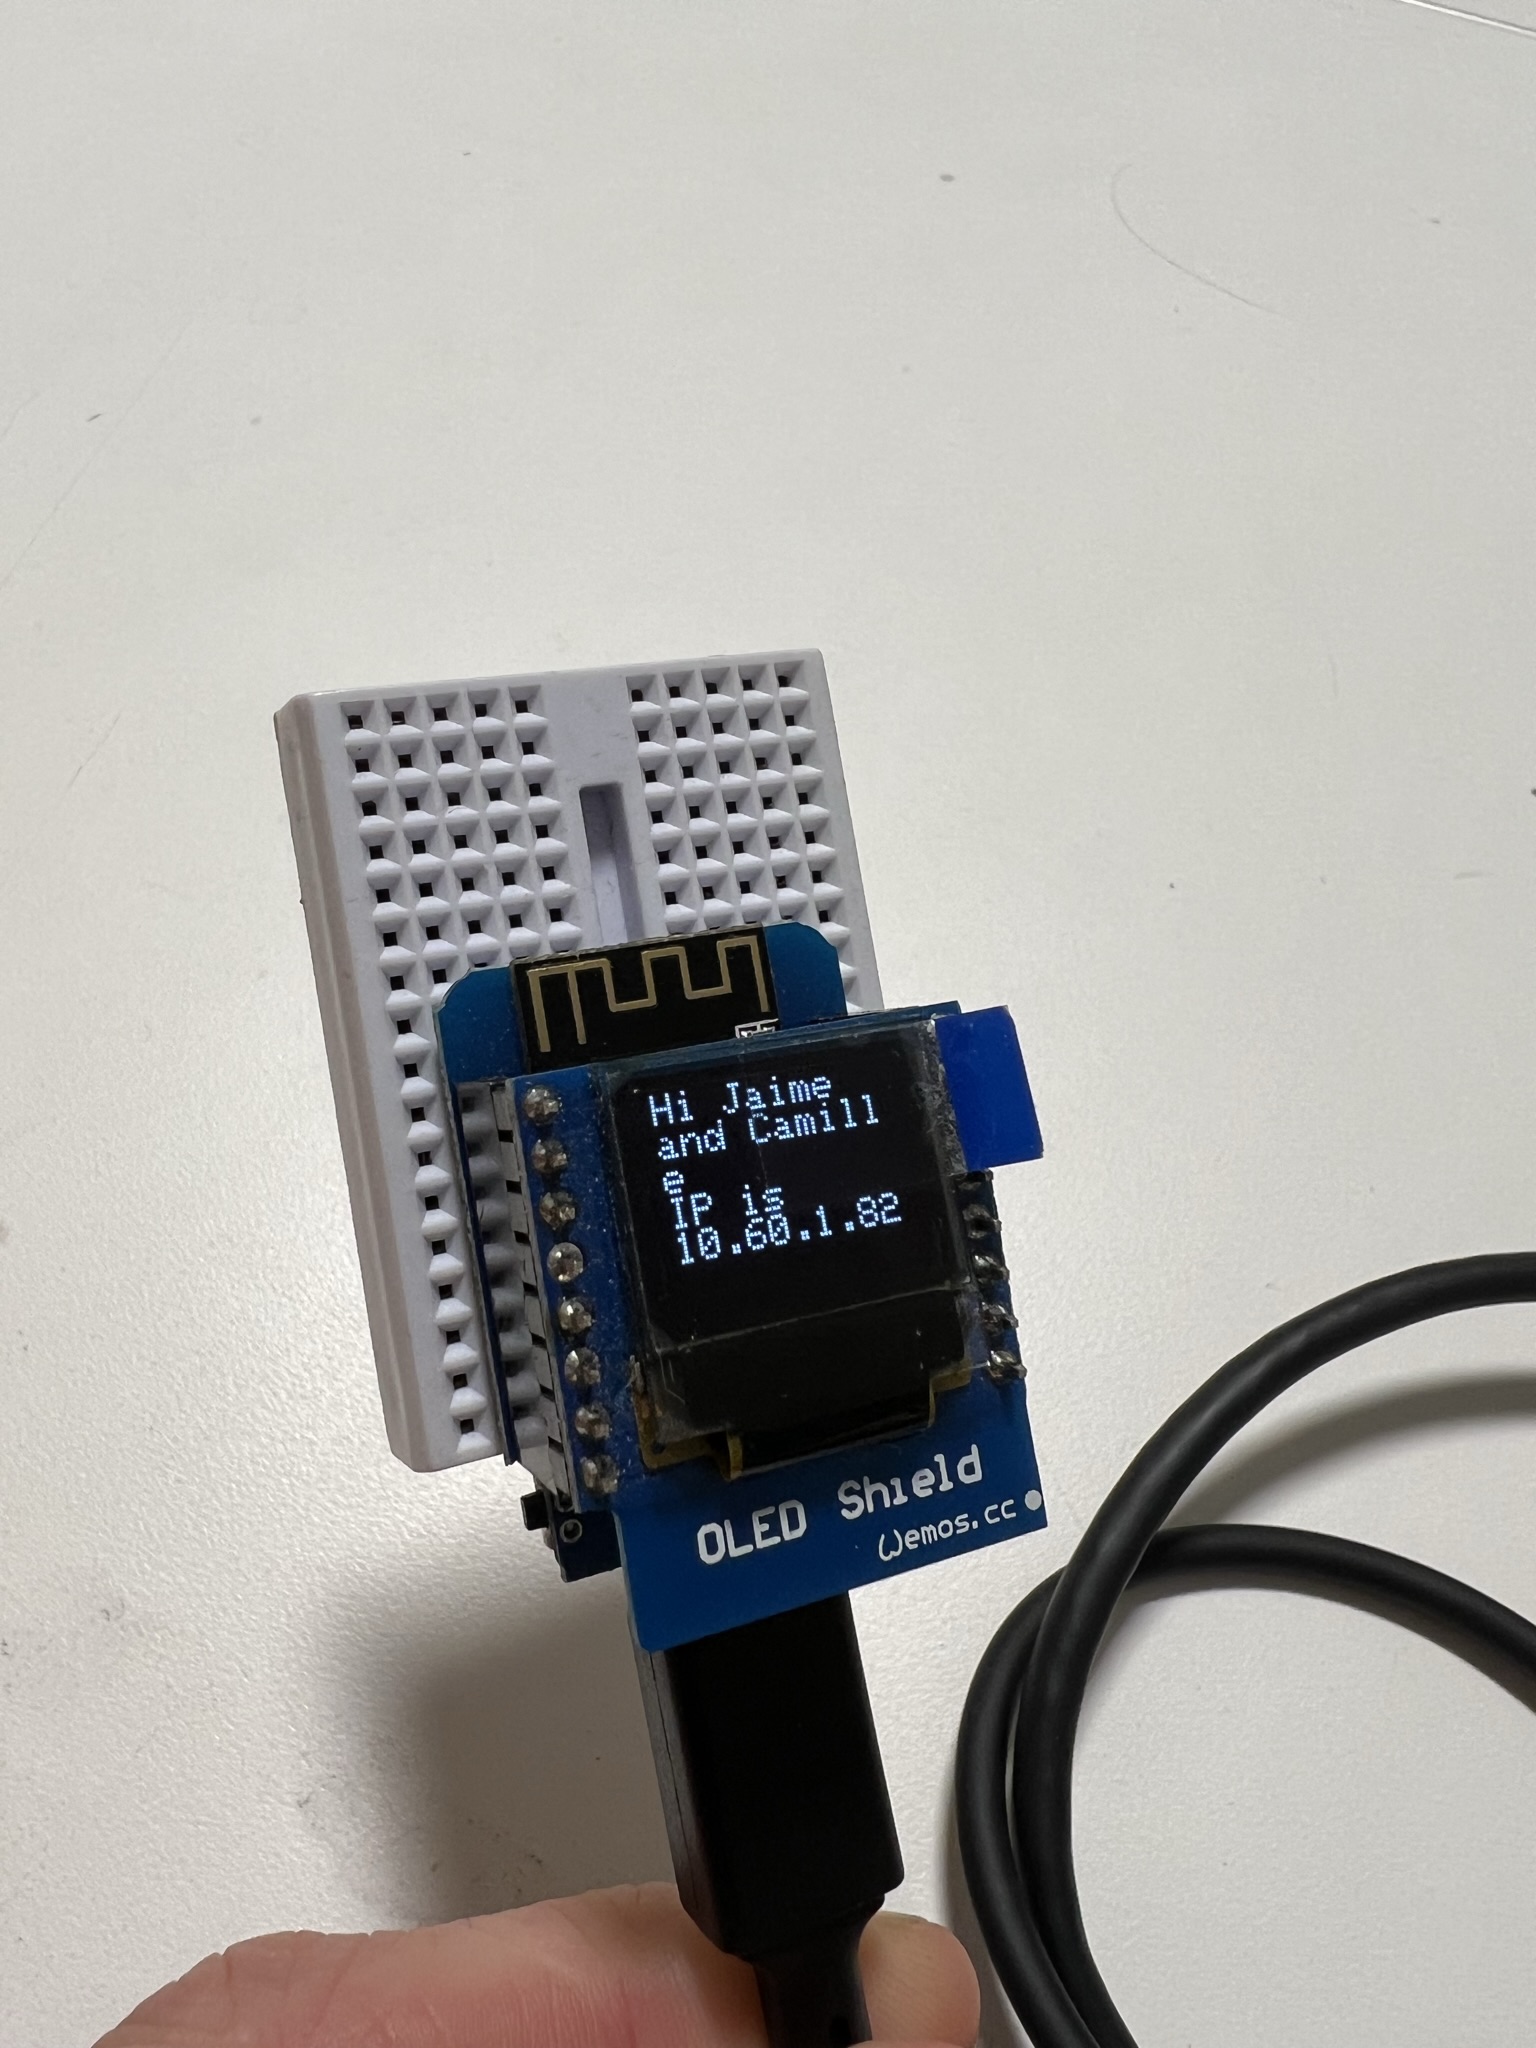 Hi Jaime
and Camill
e
IP is
10.60.1.82
OLED Shield
Wemos.cc